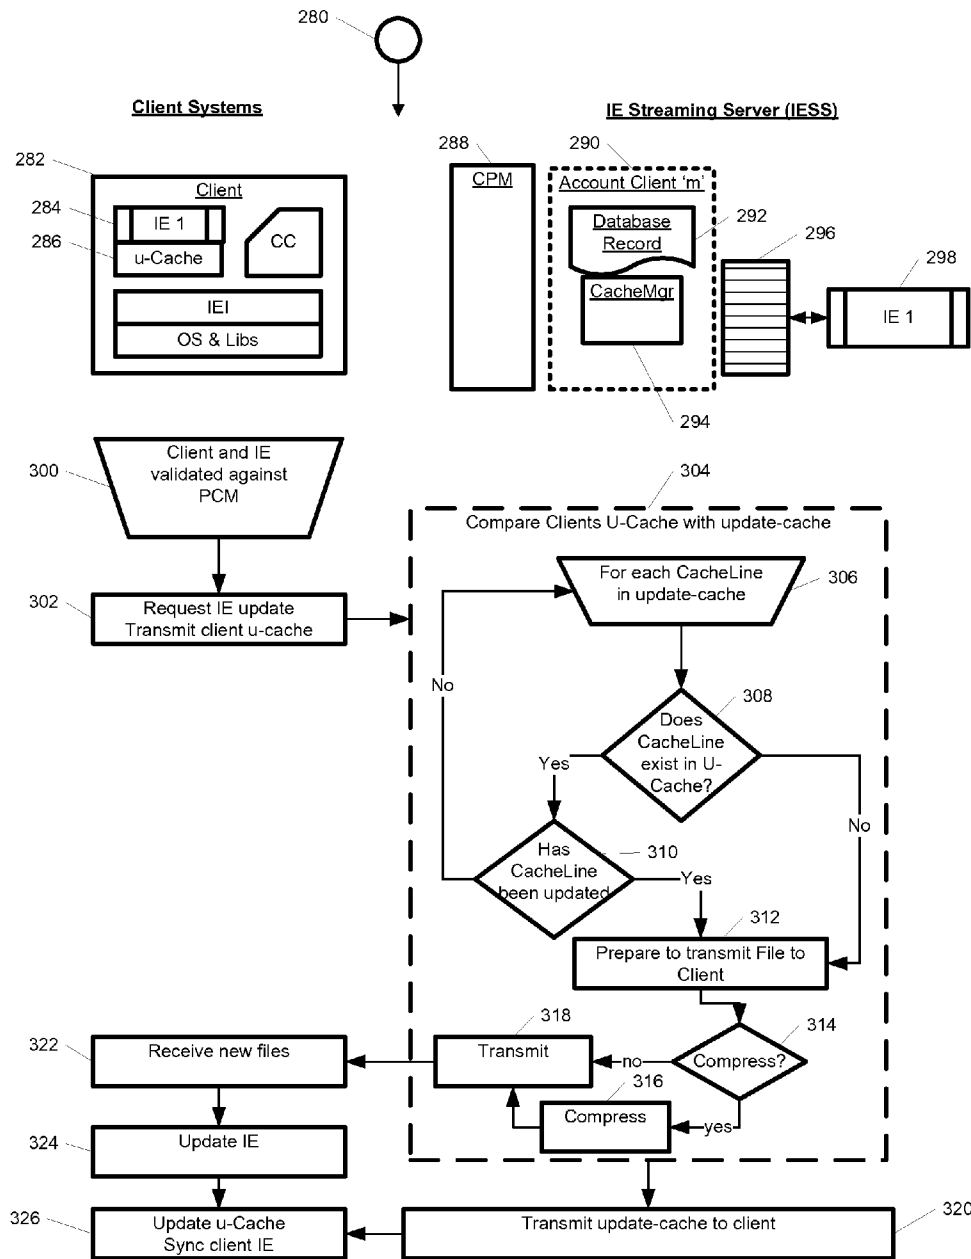 280
Client Systems
IE Streaming Server (IESS)
282
Client
284
IE 1
286
u-Cache
CC
IEI
OS & Libs
288
CPM
290
Account Client ‘m’
Database
Record
292
CacheMgr
294
296
298
IE 1
300
Client and IE
validated against
PCM
302
Request IE update
Transmit client u-cache
304
Compare Clients U-Cache with update-cache
For each CacheLine
in update-cache
306
No
308
Does
CacheLine
exist in U-
Cache?
Yes
No
Has
CacheLine
been updated
310
Yes
312
Prepare to transmit File to
Client
314
Compress?
no
yes
316
Compress
318
Transmit
322
Receive new files
324
Update IE
326
Update u-Cache
Sync client IE
Transmit update-cache to client
320